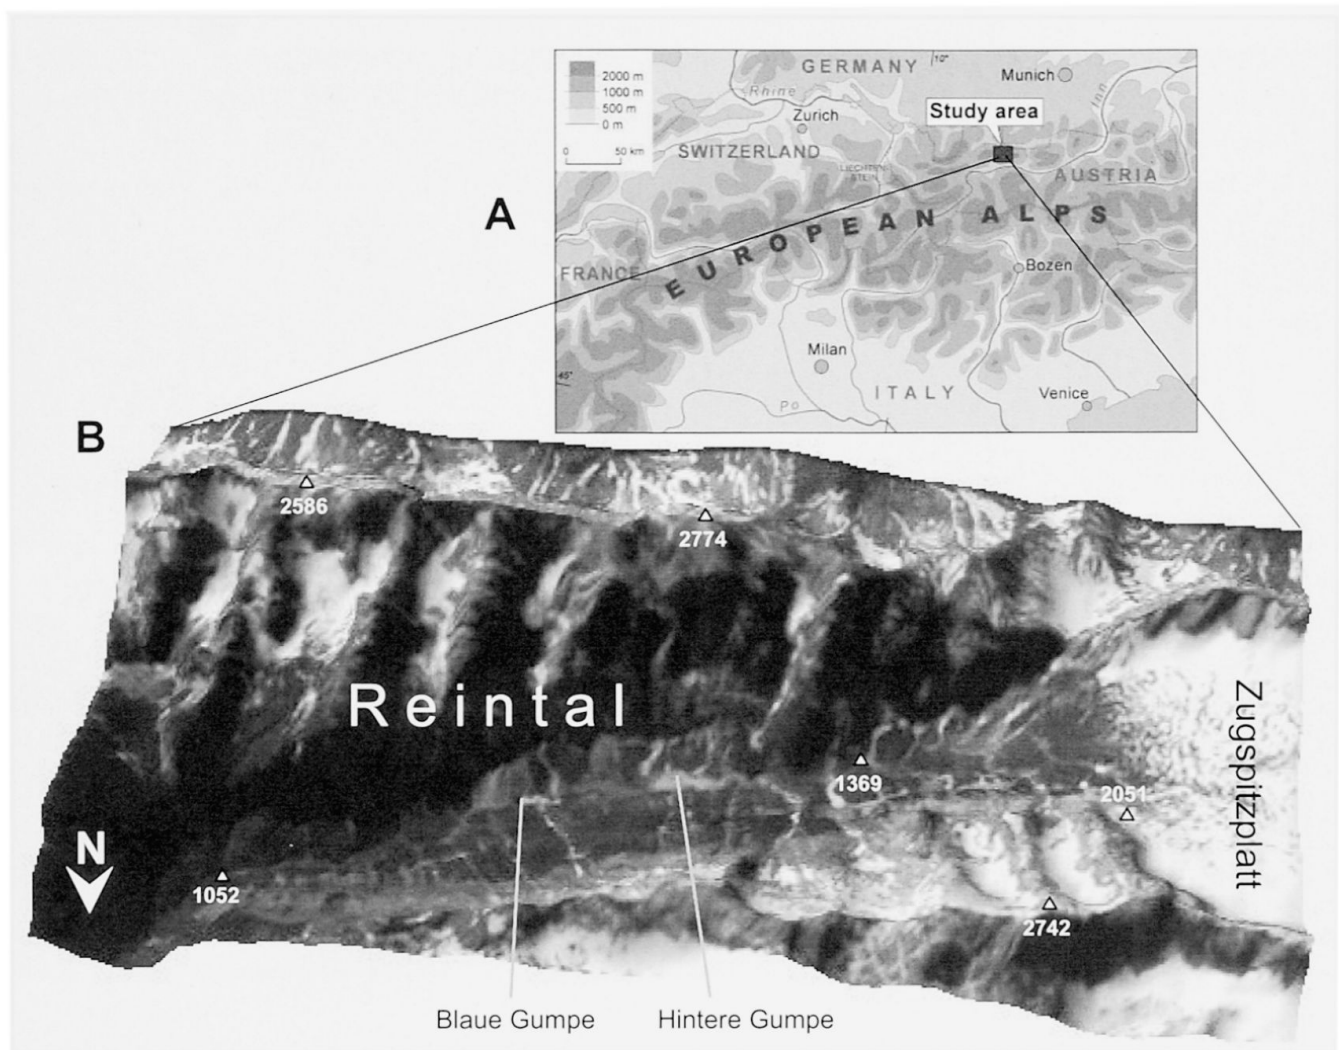 GERMANY
10°
Munich
2000 m
1000 m
500 m
0 m
Rhine
Inn
Zurich
Study area
0 50 km
SWITZERLAND
LIECHTEN-
STEIN
AUSTRIA
A
EUROPEAN ALPS
FRANCE
Bozen
Milan
45°
ITALY
Venice
Po
B
2586
2774
Reintal
Zugspitzplatt
1369
2051
N
1052
2742
Blaue Gumpe
Hintere Gumpe